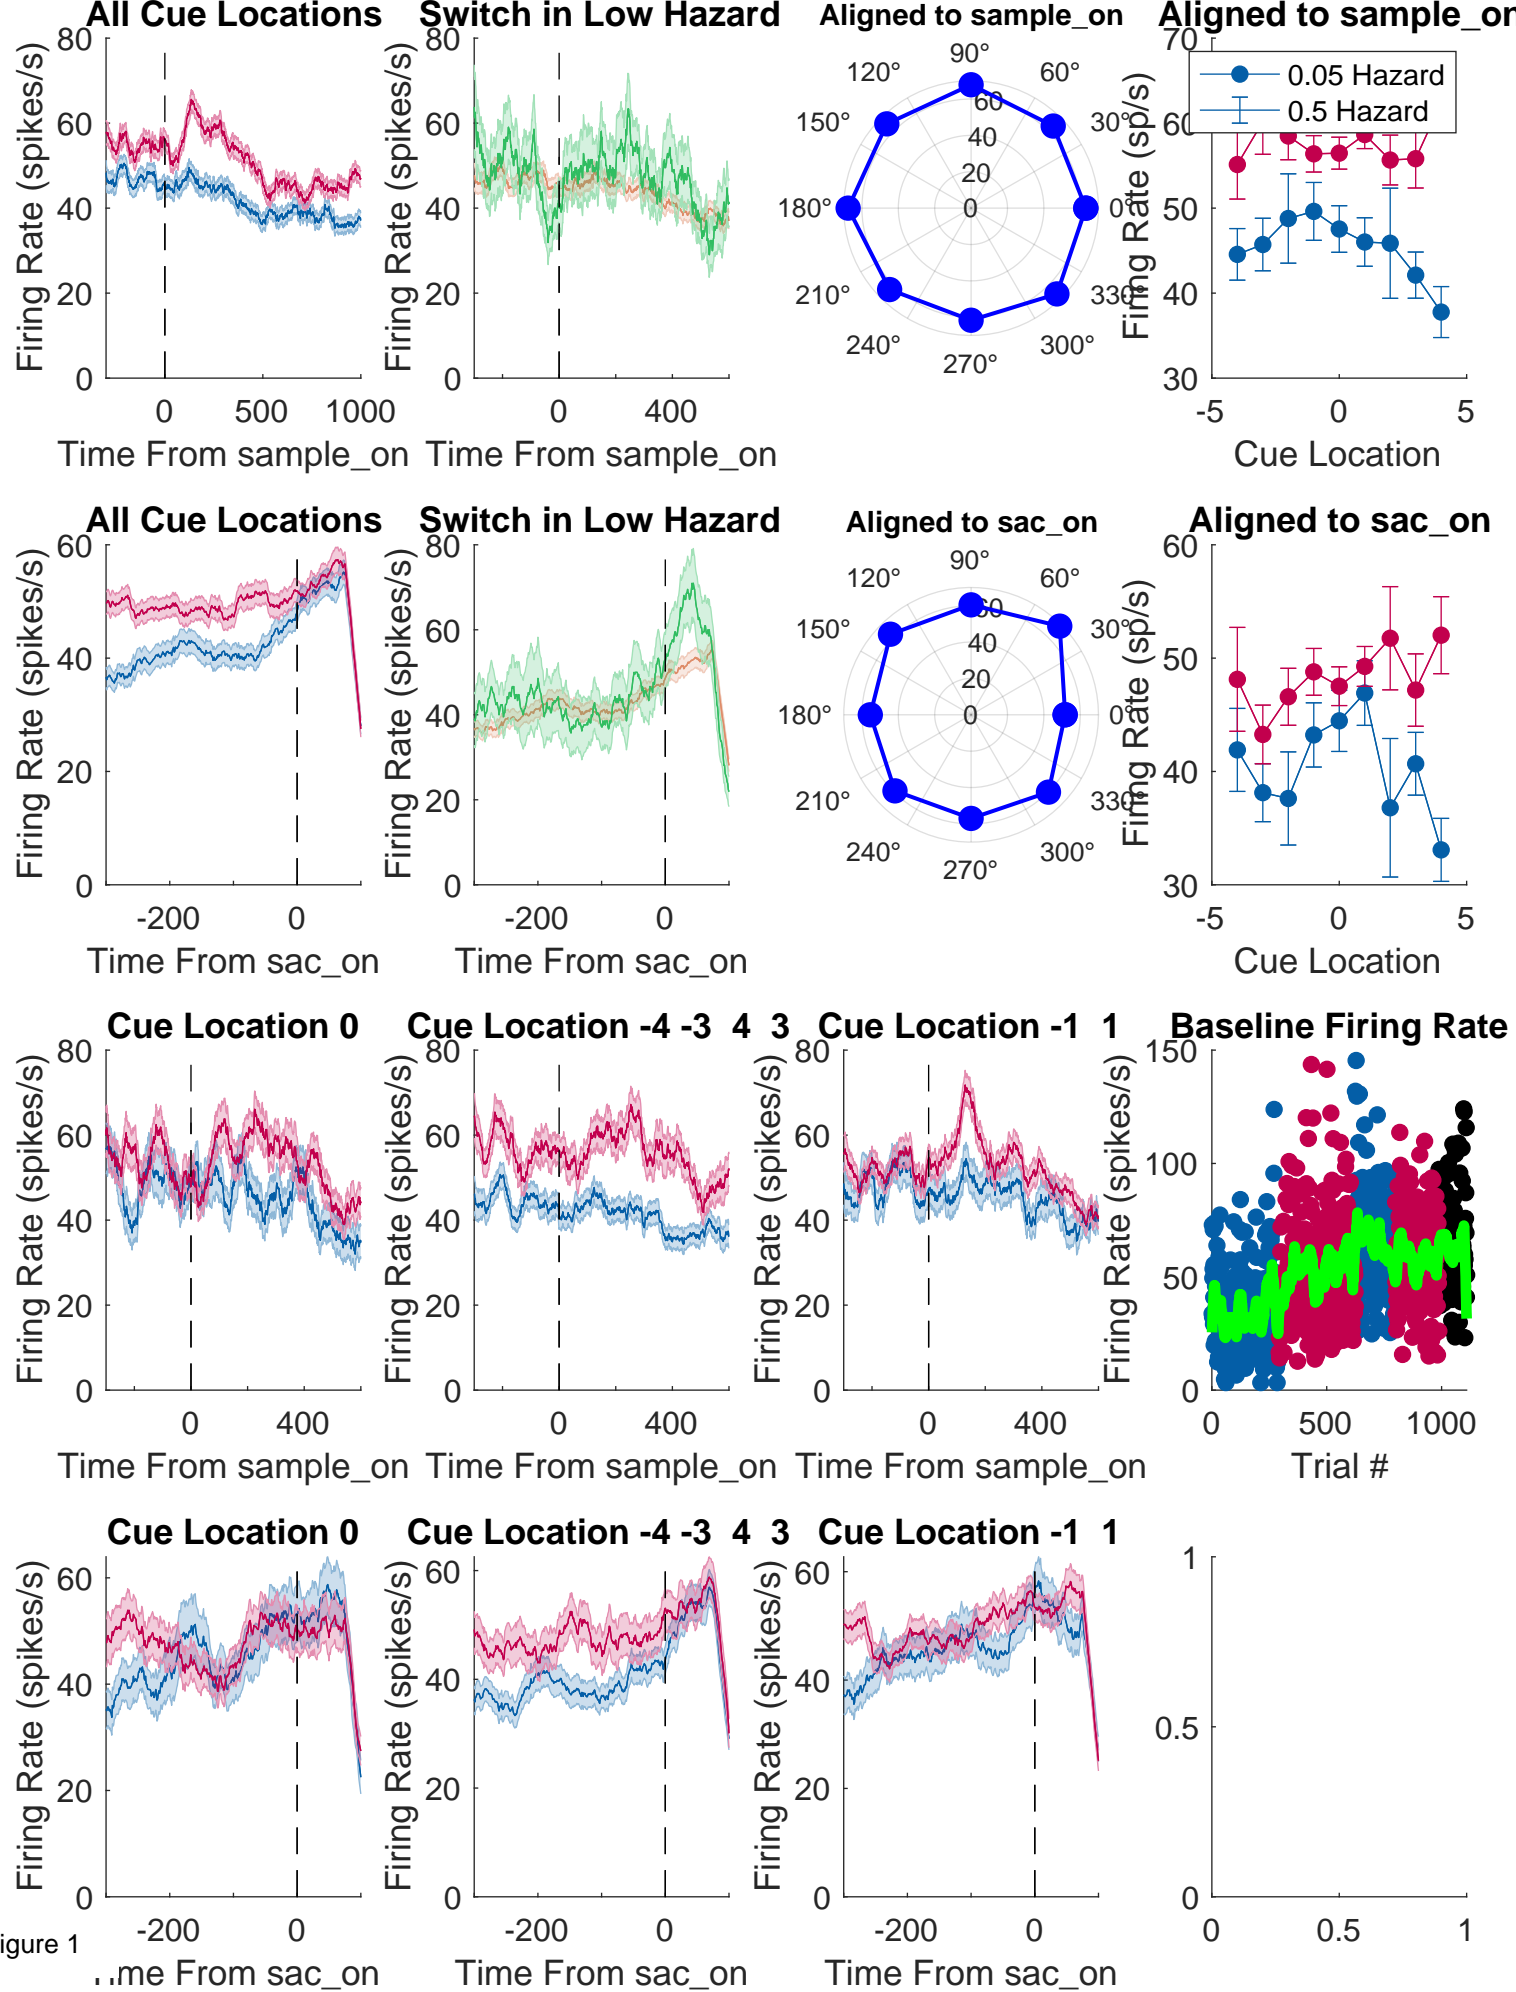 All Cue Locations
Switch in Low Hazard
Aligned to sample_on
Aligned to sample_on
Firing Rate (spikes/s)
80
60
40
20
0
0 500 1000
Time From sample_on
Firing Rate (spikes/s)
80
60
40
20
0
0 400
Time From sample_on
90°
120° 60°
150° 30°
180° 0°
210° 330°
240° 300°
270°
60
40
20
0
Firing Rate (sp/s)
70
60
50
40
30
0.05 Hazard
0.5 Hazard
-5 0 5
Cue Location
All Cue Locations
Switch in Low Hazard
Aligned to sac_on
Aligned to sac_on
Firing Rate (spikes/s)
60
40
20
0
-200 0
Time From sac_on
Firing Rate (spikes/s)
80
60
40
20
0
-200 0
Time From sac_on
90°
120° 60°
150° 30°
180° 0°
210° 330°
240° 300°
270°
60
40
20
0
Firing Rate (sp/s)
60
50
40
30
-5 0 5
Cue Location
Cue Location 0
Cue Location -4 -3 4 3
Cue Location -1 1
Baseline Firing Rate
Firing Rate (spikes/s)
80
60
40
20
0
0 400
Time From sample_on
Firing Rate (spikes/s)
80
60
40
20
0
0 400
Time From sample_on
Firing Rate (spikes/s)
80
60
40
20
0
0 400
Time From sample_on
Firing Rate (spikes/s)
150
100
50
0
0 500 1000
Trial #
Cue Location 0
Cue Location -4 -3 4 3
Cue Location -1 1
Firing Rate (spikes/s)
60
40
20
0
-200 0
Time From sac_on
Firing Rate (spikes/s)
60
40
20
0
-200 0
Time From sac_on
Firing Rate (spikes/s)
60
40
20
0
-200 0
Time From sac_on
1
0.5
0
0 0.5 1
igure 1